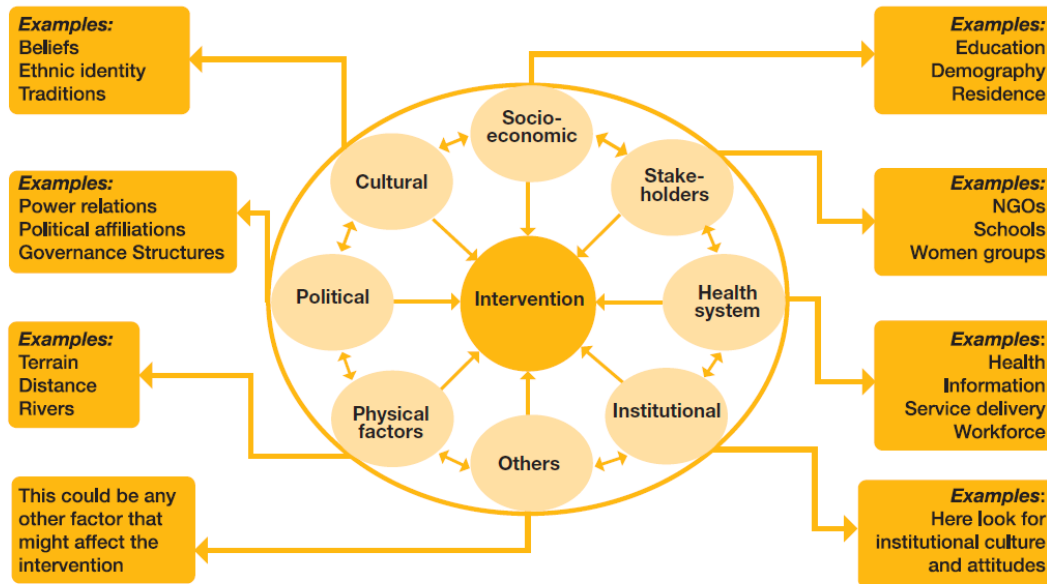 Examples:
Beliefs
Ethnic identity
Traditions
Examples:
Education
Demography
Residence
Socio-
economic
Cultural
Stake-
holders
Examples:
Power relations
Political affiliations
Governance Structures
Examples:
NGOs
Schools
Women groups
Political
Intervention
Health
system
Examples:
Terrain
Distance
Rivers
Examples:
Health
Information
Service delivery
Workforce
Physical
factors
Institutional
Others
This could be any
other factor that
might affect the
intervention
Examples:
Here look for
institutional culture
and attitudes